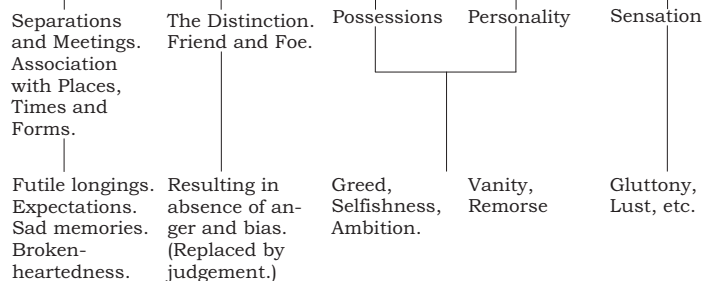 Separations
and Meetings.
Association
with Places,
Times and
Forms.
The Distinction.
Friend and Foe.
Possessions
Personality
Sensation
Futile longings.
Expectations.
Sad memories.
Broken-
heartedness.
Resulting in
absence of an-
ger and bias.
(Replaced by
judgement.)
Greed,
Selfishness,
Ambition.
Vanity,
Remorse
Gluttony,
Lust, etc.